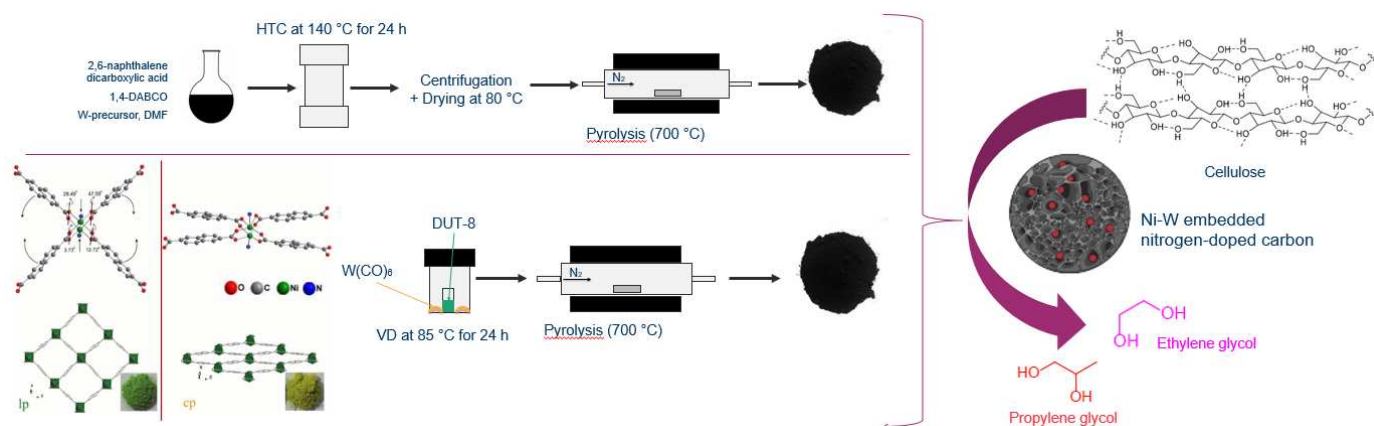 HTC at 140 °C for 24 h
2,6-naphthalene
dicarboxylic acid
1,4-DABCO
W-precursor, DMF
Centrifugation
+ Drying at 80 °C
N₂
Pyrolysis (700 °C)
lp
cp
O C Ni N
DUT-8
W(CO)₆
VD at 85 °C for 24 h
N₂
Pyrolysis (700 °C)
Cellulose
Ni-W embedded
nitrogen-doped carbon
OH
HO
Ethylene glycol
HO
OH
Propylene glycol